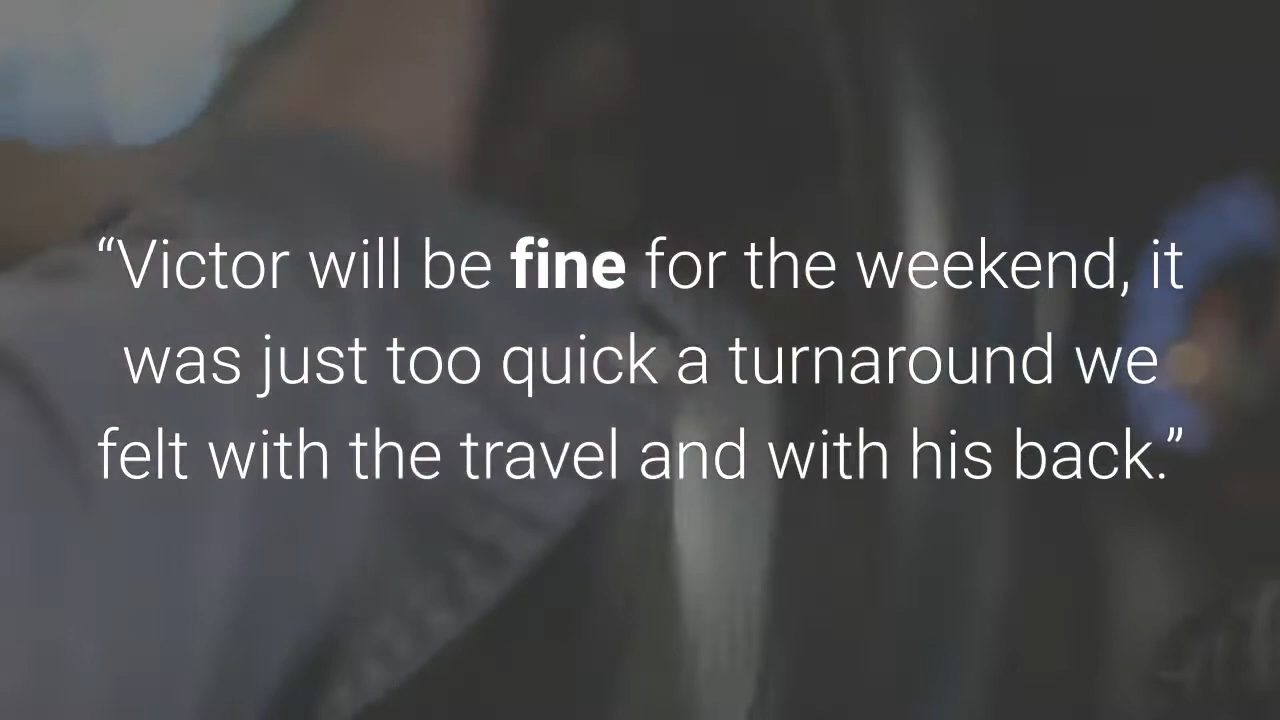 “Victor will be fine for the weekend, it
was just too quick a turnaround we
felt with the travel and with his back.”